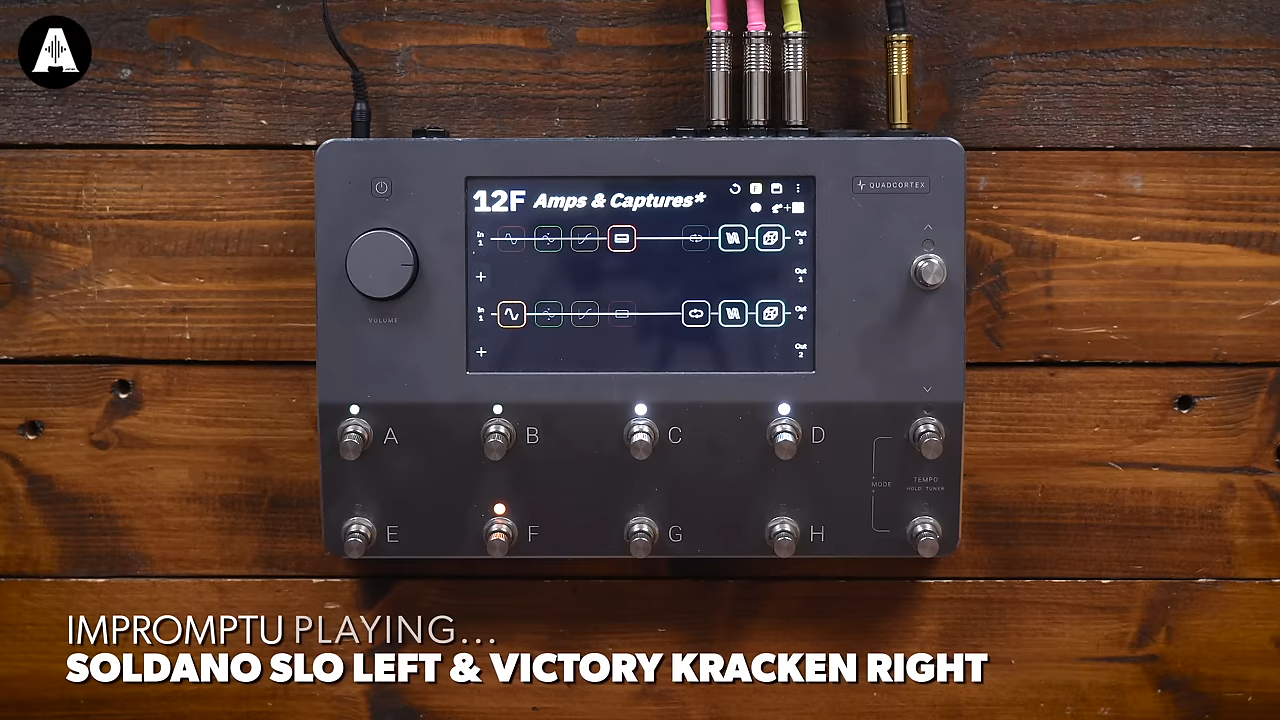 A
QUADCORTEX
12F Amps & Captures*
In 1
Out 3
Out 1
In 1
Out 4
Out 2
VOLUME
A B C D
MODE
TEMPO
HOLD TUNER
E F G H
IMPROMPTU PLAYING...
SOLDANO SLO LEFT & VICTORY KRACKEN RIGHT